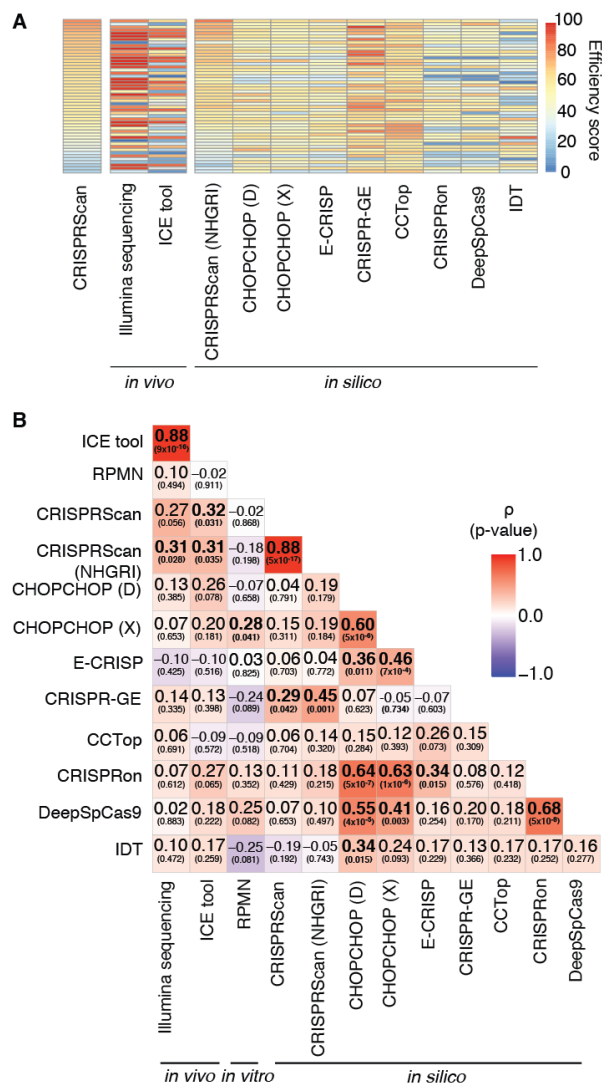 A
100
80
60
40
20
0
Efficiency score
CRISPRScan
Illumina sequencing
ICE tool
CRISPRScan (NHGRI)
CHOPCHOP (D)
CHOPCHOP (X)
E-CRISP
CRISPR-GE
CCTop
CRISPRon
DeepSpCas9
IDT
in vivo
in silico
B
ICE tool 0.88
(9x10⁻¹⁶)
RPMN 0.10 −0.02
(0.494) (0.911)
CRISPRScan 0.27 0.32 −0.02
(0.056) (0.031) (0.868)
CRISPRScan (NHGRI) 0.31 0.31 −0.18 0.88
(0.028) (0.035) (0.198) (5x10⁻¹⁷)
CHOPCHOP (D) 0.13 0.26 −0.07 0.04 0.19
(0.385) (0.078) (0.658) (0.791) (0.179)
CHOPCHOP (X) 0.07 0.20 0.28 0.15 0.19 0.60
(0.653) (0.181) (0.041) (0.311) (0.184) (5x10⁻⁶)
E-CRISP −0.10 −0.10 0.03 0.06 0.04 0.36 0.46
(0.425) (0.516) (0.825) (0.703) (0.772) (0.011) (7x10⁻⁴)
CRISPR-GE 0.14 0.13 −0.24 0.29 0.45 0.07 -0.05 −0.07
(0.335) (0.398) (0.089) (0.042) (0.001) (0.623) (0.734) (0.603)
CCTop 0.06 −0.09 −0.09 0.06 0.14 0.15 0.12 0.26 0.15
(0.691) (0.572) (0.518) (0.704) (0.320) (0.284) (0.393) (0.073) (0.309)
CRISPRon 0.07 0.27 0.13 0.11 0.18 0.64 0.63 0.34 0.08 0.12
(0.612) (0.065) (0.352) (0.429) (0.215) (5x10⁻⁷) (1x10⁻⁶) (0.015) (0.576) (0.418)
DeepSpCas9 0.02 0.18 0.25 0.07 0.10 0.55 0.41 0.16 0.20 0.18 0.68
(0.883) (0.222) (0.082) (0.653) (0.497) (4x10⁻⁵) (0.003) (0.254) (0.170) (0.211)
IDT 0.10 0.17 −0.25 −0.19 −0.05 0.34 0.24 0.17 0.13 0.17 0.17 0.16
(0.472) (0.259) (0.081) (0.192) (0.743) (0.015) (0.093) (0.229) (0.366) (0.232) (0.252) (0.277)
ρ
(p-value)
1.0
0.0
−1.0
Illumina sequencing
ICE tool
RPMN
CRISPRScan
CRISPRScan (NHGRI)
CHOPCHOP (D)
CHOPCHOP (X)
E-CRISP
CRISPR-GE
CCTop
CRISPRon
DeepSpCas9
in vivo
in vitro
in silico